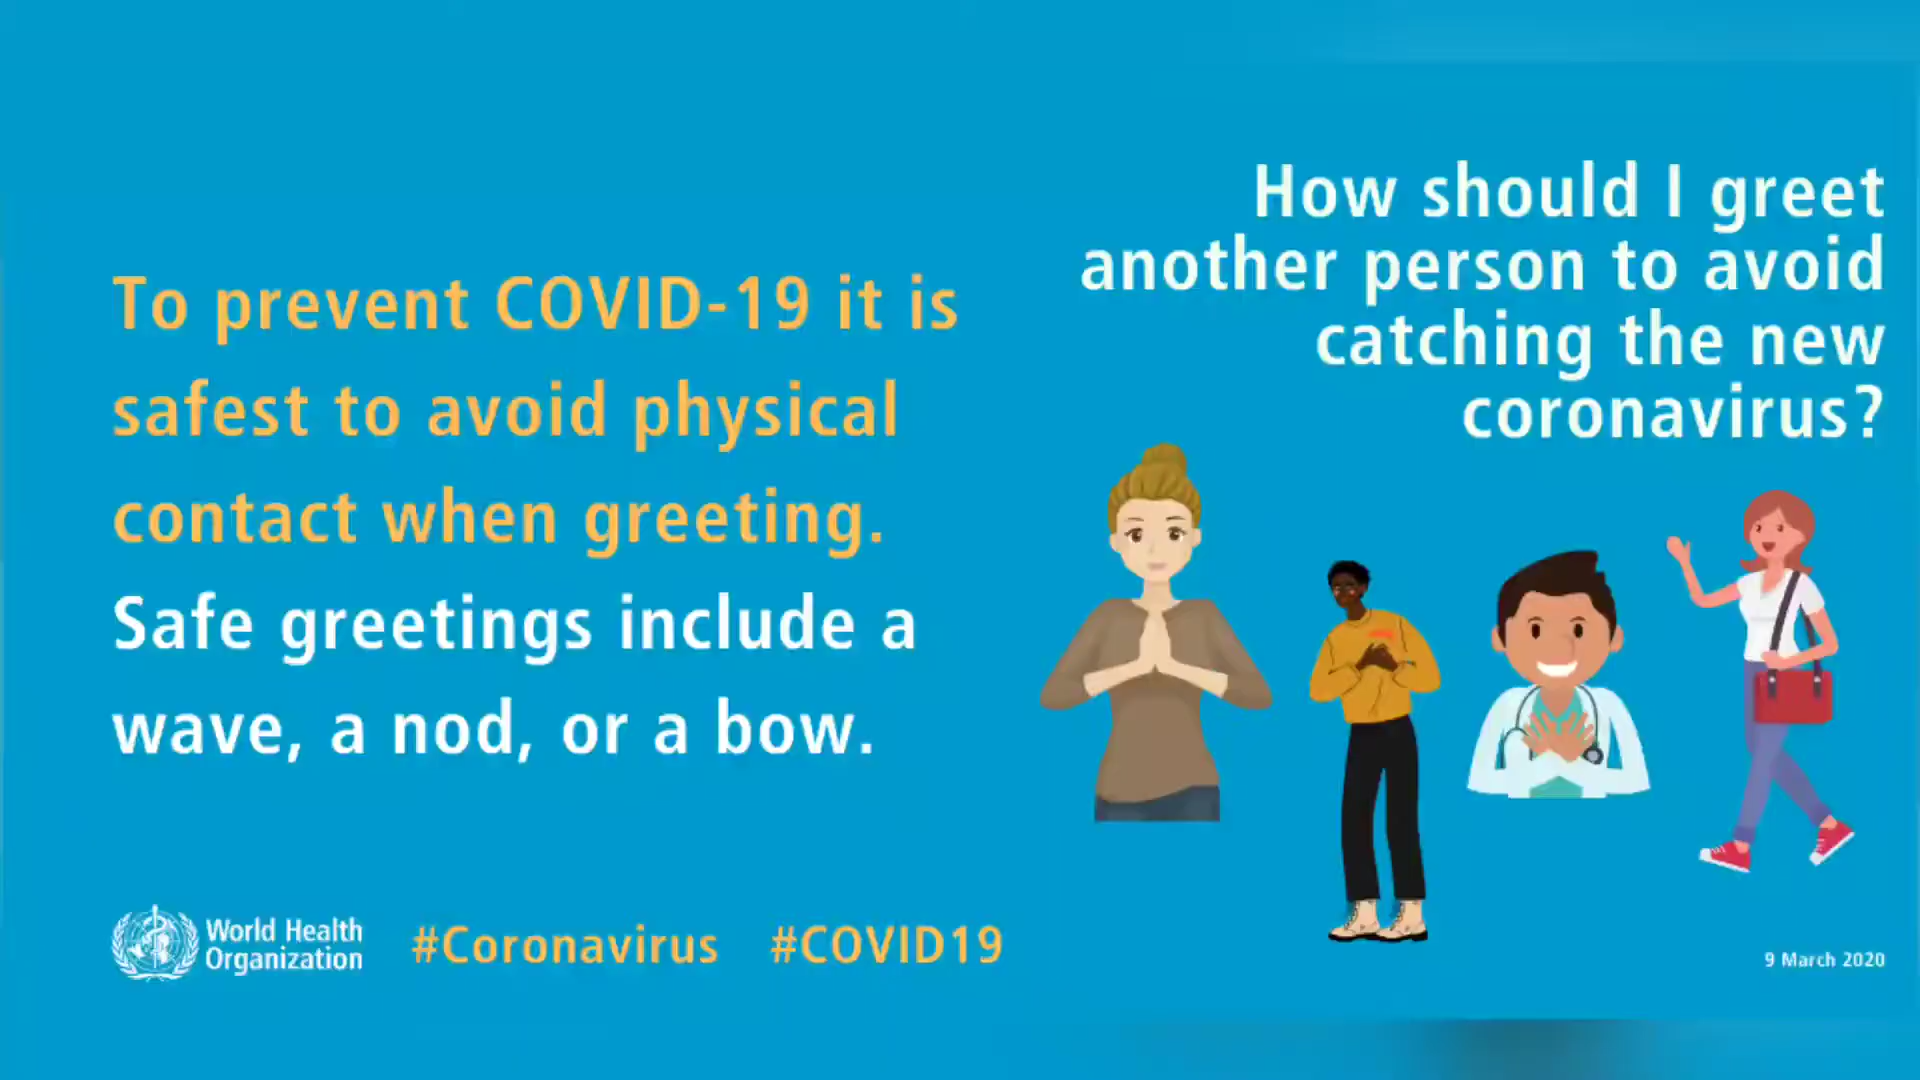 How should I greet
another person to avoid
catching the new
coronavirus?
To prevent COVID-19 it is
safest to avoid physical
contact when greeting.
Safe greetings include a
wave, a nod, or a bow.
World Health
Organization
#Coronavirus #COVID19
9 March 2020